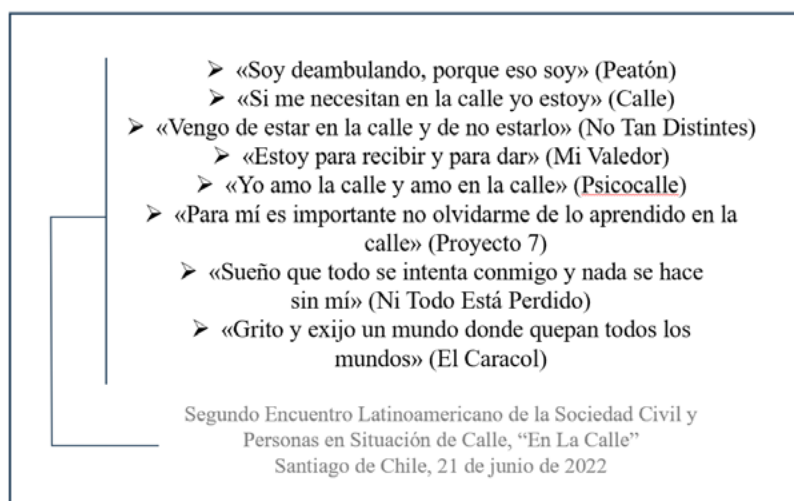 ➢ «Soy deambulando, porque eso soy» (Peatón)
➢ «Si me necesitan en la calle yo estoy» (Calle)
➢ «Vengo de estar en la calle y de no estarlo» (No Tan Distintes)
➢ «Estoy para recibir y para dar» (Mi Valedor)
➢ «Yo amo la calle y amo en la calle» (Psicocalle)
➢ «Para mí es importante no olvidarme de lo aprendido en la
calle» (Proyecto 7)
➢ «Sueño que todo se intenta conmigo y nada se hace
sin mí» (Ni Todo Está Perdido)
➢ «Grito y exijo un mundo donde quepan todos los
mundos» (El Caracol)
Segundo Encuentro Latinoamericano de la Sociedad Civil y
Personas en Situación de Calle, “En La Calle”
Santiago de Chile, 21 de junio de 2022